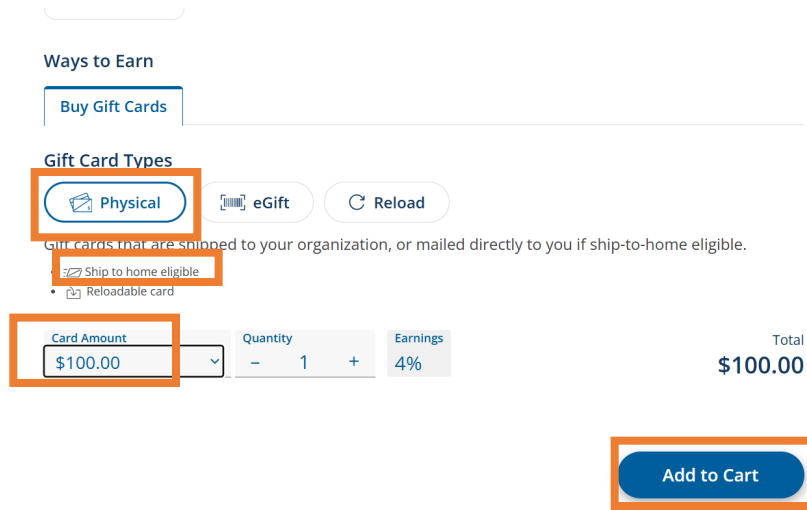 Ways to Earn
Buy Gift Cards
Gift Card Types
Physical eGift Reload
Gift cards that are shipped to your organization, or mailed directly to you if ship-to-home eligible.
Ship to home eligible
Reloadable card
Card Amount Quantity Earnings Total
$100.00 – 1 + 4% $100.00
Add to Cart